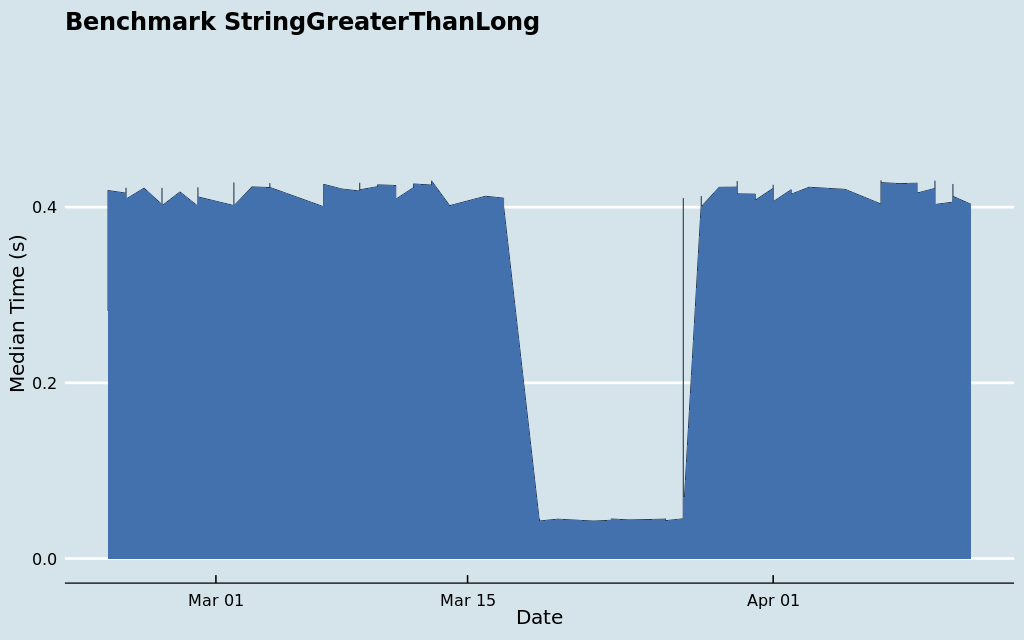 Benchmark StringGreaterThanLong
Median Time (s)
0.4
0.2
0.0
Mar 01
Mar 15
Apr 01
Date